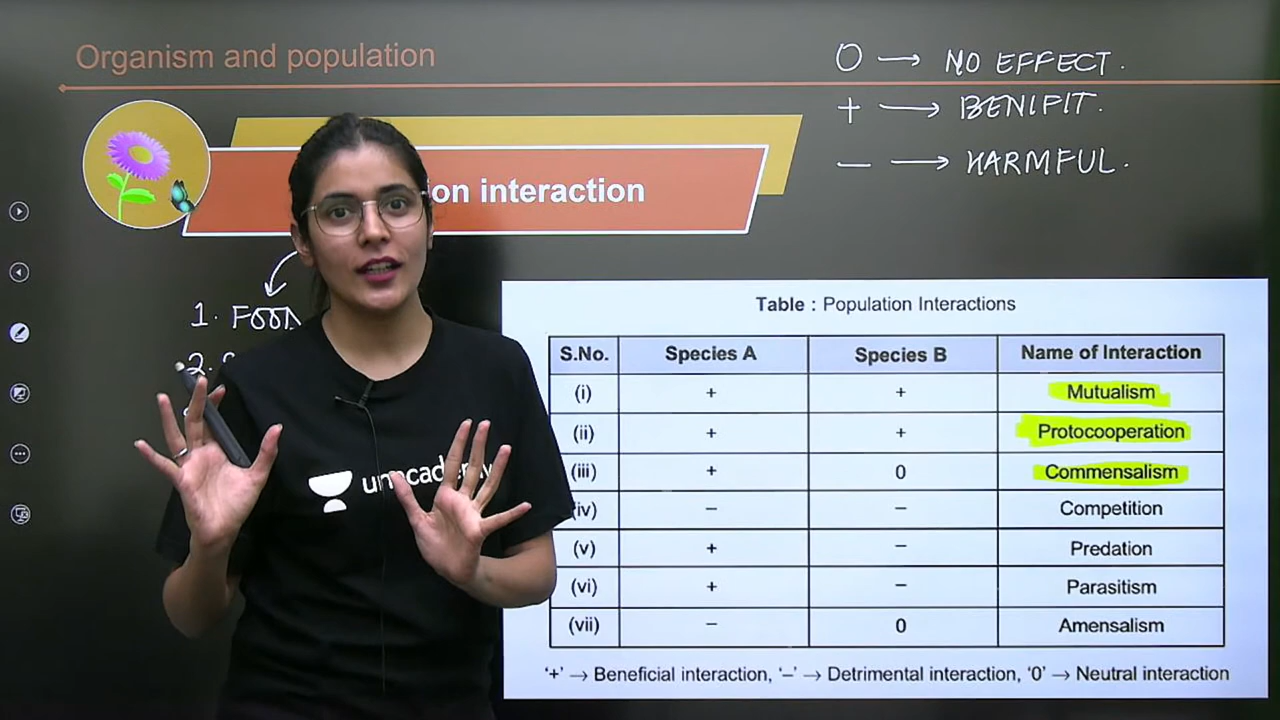 Organism and population
O → NO EFFECT.
+ → BENIFIT.
— → HARMFUL.
on interaction
1. FOOD
2.
unacademy
Table : Population Interactions
S.No. Species A Species B Name of Interaction
(i) + + Mutualism
(ii) + + Protocooperation
(iii) + 0 Commensalism
(iv) – – Competition
(v) + – Predation
(vi) + – Parasitism
(vii) – 0 Amensalism
‘+’ → Beneficial interaction, ‘–’ → Detrimental interaction, ‘0’ → Neutral interaction